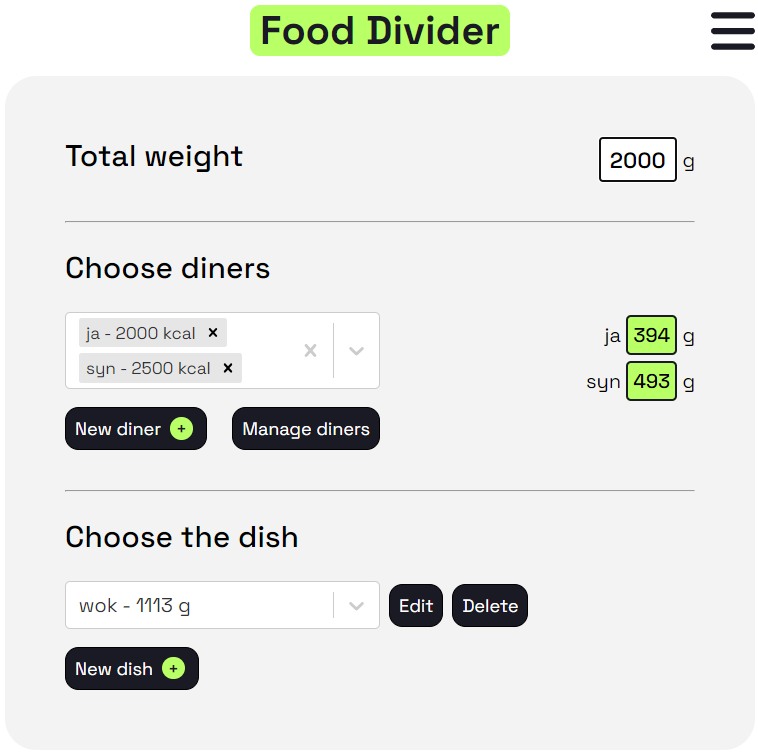 Food Divider
Total weight
2000 g
Choose diners
ja - 2000 kcal ×
syn - 2500 kcal ×
ja 394 g
syn 493 g
New diner +
Manage diners
Choose the dish
wok - 1113 g
Edit
Delete
New dish +